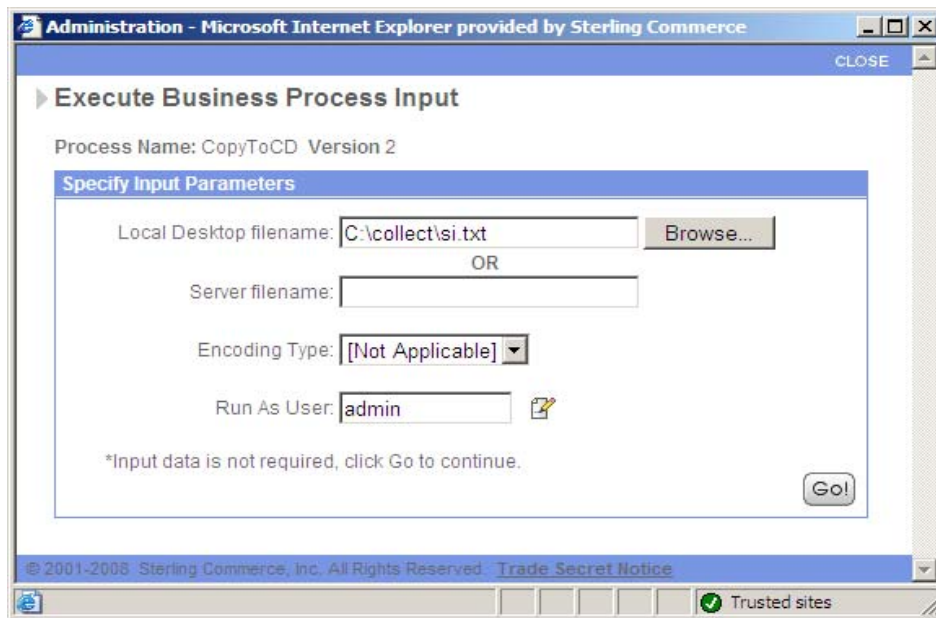 Administration - Microsoft Internet Explorer provided by Sterling Commerce
CLOSE
Execute Business Process Input
Process Name: CopyToCD Version 2
Specify Input Parameters
Local Desktop filename: C:\collect\si.txt Browse...
OR
Server filename:
Encoding Type: [Not Applicable]
Run As User: admin
*Input data is not required, click Go to continue.
Go!
© 2001-2008 Sterling Commerce, Inc. All Rights Reserved. Trade Secret Notice
Trusted sites